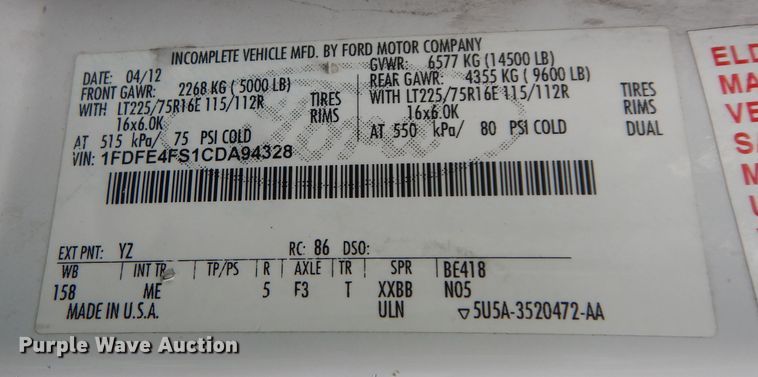 INCOMPLETE VEHICLE MFD. BY FORD MOTOR COMPANY
DATE: 04/12 GVWR: 6577 KG (14500 LB)
FRONT GAWR: 2268 KG ( 5000 LB) REAR GAWR: 4355 KG ( 9600 LB)
WITH LT225/75R16E 115/112R TIRES WITH LT225/75R16E 115/112R TIRES
16x6.0K RIMS 16x6.0K RIMS
AT 515 kPa/ 75 PSI COLD AT 550 kPa/ 80 PSI COLD DUAL
VIN: 1FDFE4FS1CDA94328
EXT PNT: YZ RC: 86 DSO:
WB INT TR TP/PS R AXLE TR SPR BE418
158 ME 5 F3 T XXBB N05
MADE IN U.S.A. ULN ▽5U5A-3520472-AA
ELD
MA
VE
SA
M
U
Purple Wave Auction